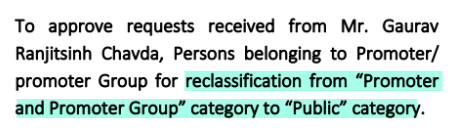 To approve requests received from Mr. Gaurav
Ranjitsinh Chavda, Persons belonging to Promoter/
promoter Group for reclassification from “Promoter
and Promoter Group” category to “Public” category.